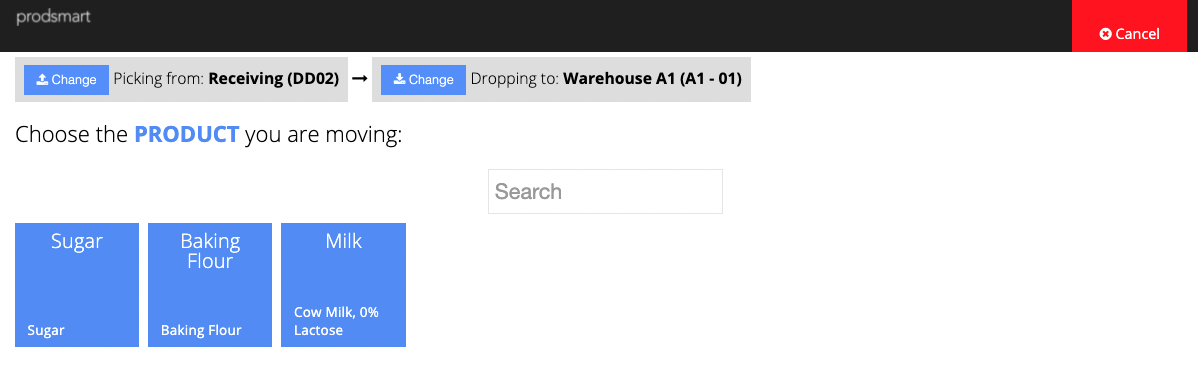 prodsmart
Cancel
Change Picking from: Receiving (DD02) → Change Dropping to: Warehouse A1 (A1 - 01)
Choose the PRODUCT you are moving:
Search
Sugar
Sugar
Baking
Flour
Baking Flour
Milk
Cow Milk, 0%
Lactose